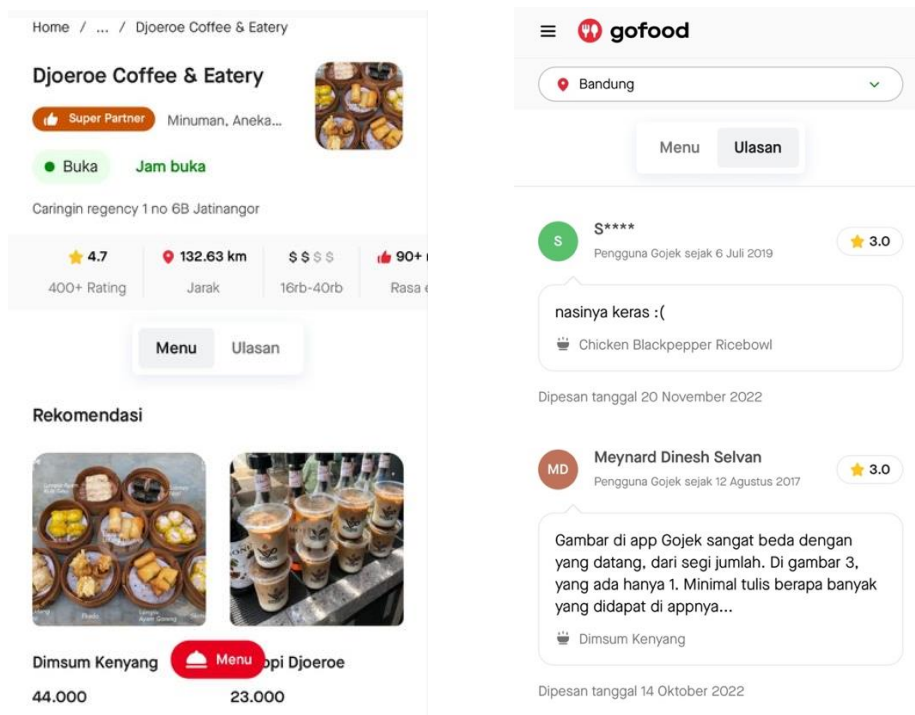 Home / ... / Djoeroe Coffee & Eatery
Djoeroe Coffee & Eatery
Super Partner
Minuman, Aneka...
Buka
Jam buka
Caringin regency 1 no 6B Jatinangor
4.7
400+ Rating
132.63 km
Jarak
$$$$
16rb-40rb
90+
Rasa
Menu
Ulasan
Rekomendasi
Dimsum Kenyang
44.000
Menu
opi Djoeroe
23.000
gofood
Bandung
Menu
Ulasan
S
S****
Pengguna Gojek sejak 6 Juli 2019
3.0
nasinya keras :(
Chicken Blackpepper Ricebowl
Dipesan tanggal 20 November 2022
MD
Meynard Dinesh Selvan
Pengguna Gojek sejak 12 Agustus 2017
3.0
Gambar di app Gojek sangat beda dengan
yang datang, dari segi jumlah. Di gambar 3,
yang ada hanya 1. Minimal tulis berapa banyak
yang didapat di appnya...
Dimsum Kenyang
Dipesan tanggal 14 Oktober 2022